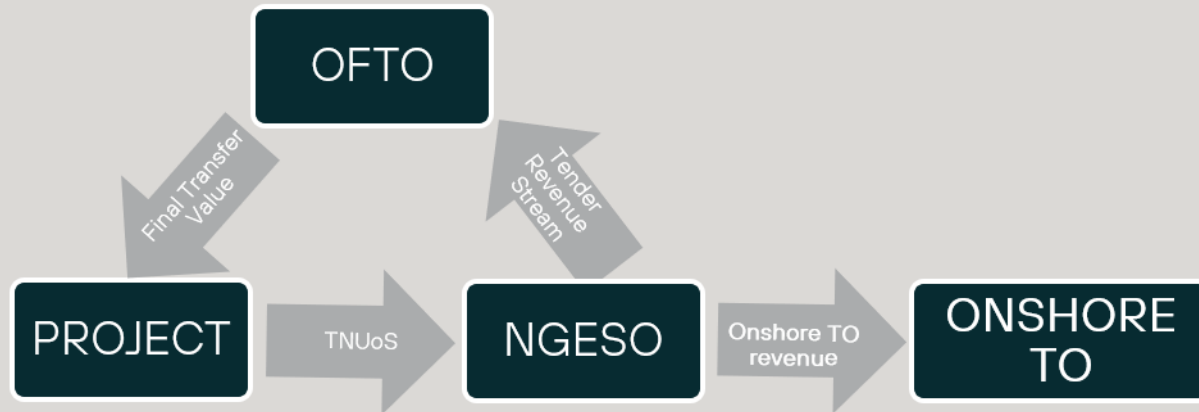 OFTO
Final Transfer
Value
Tender
Revenue
Stream
PROJECT
TNUoS
NGESO
Onshore TO
revenue
ONSHORE
TO